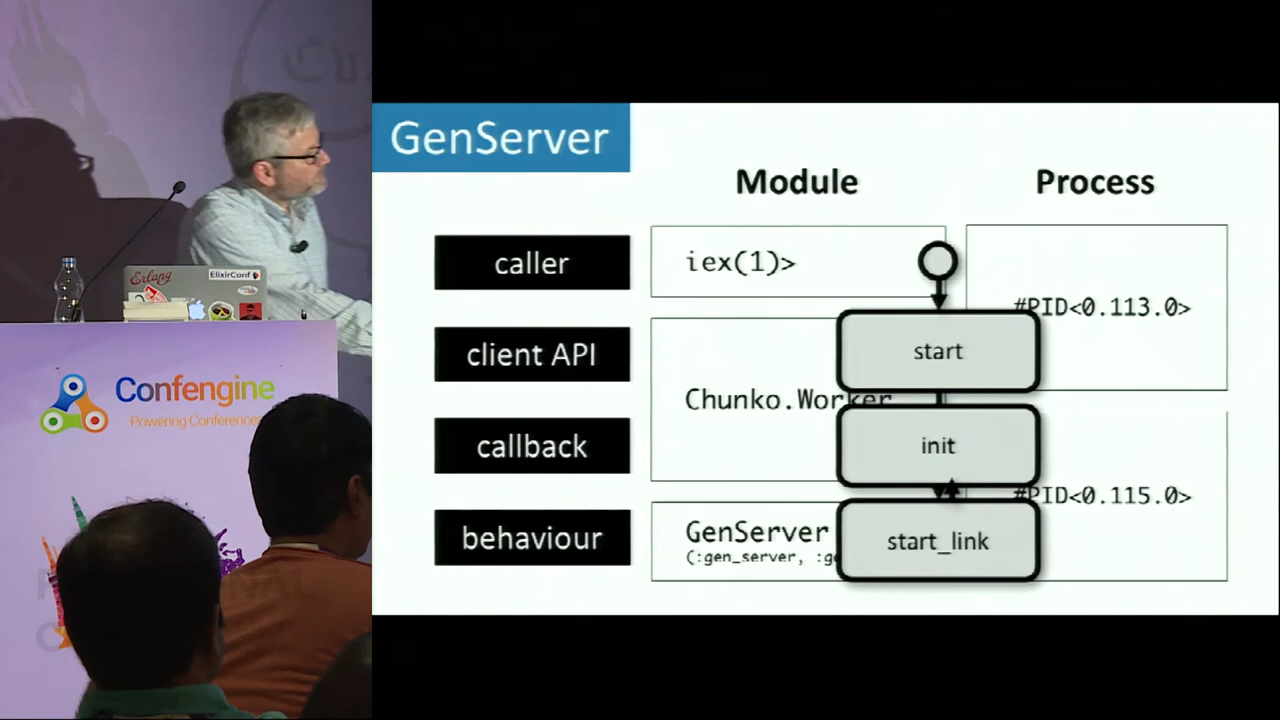 GenServer
Module
Process
caller
iex(1)>
#PID<0.113.0>
client API
start
Chunko.Worker
callback
init
#PID<0.115.0>
behaviour
GenServer
(:gen_server, :ge
start_link
Erlang
ElixirConf
Confengine
Powering Conferences